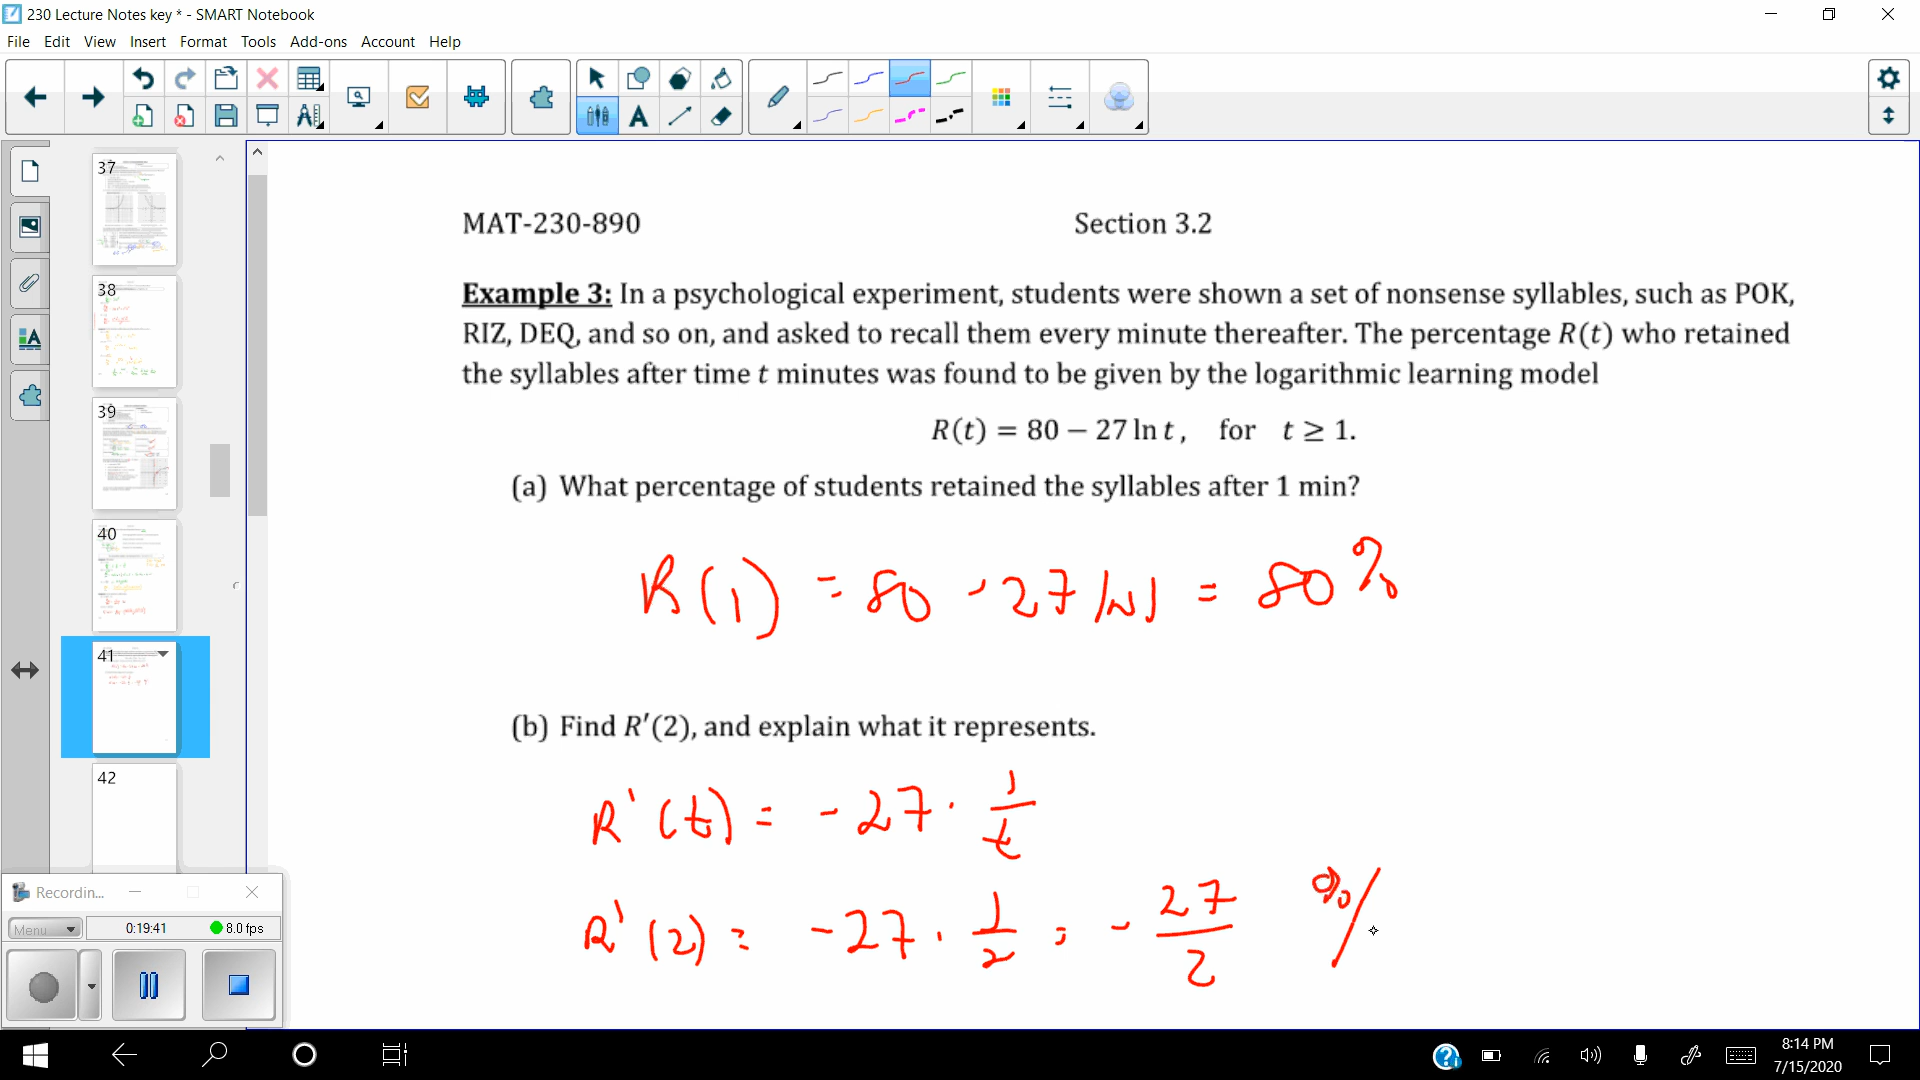 230 Lecture Notes key * - SMART Notebook
File Edit View Insert Format Tools Add-ons Account Help
37
38
39
40
41
42
MAT-230-890 Section 3.2
Example 3: In a psychological experiment, students were shown a set of nonsense syllables, such as POK,
RIZ, DEQ, and so on, and asked to recall them every minute thereafter. The percentage R(t) who retained
the syllables after time t minutes was found to be given by the logarithmic learning model
R(t) = 80 − 27 ln t, for t ≥ 1.
(a) What percentage of students retained the syllables after 1 min?
R(1) = 80 - 27 ln 1 = 80%
(b) Find R′(2), and explain what it represents.
R'(t) = -27 · 1/t
R'(2) = -27 · 1/2 = - 27/2 %/
Recordin...
Menu 0:19:41 8.0 fps
8:14 PM
7/15/2020